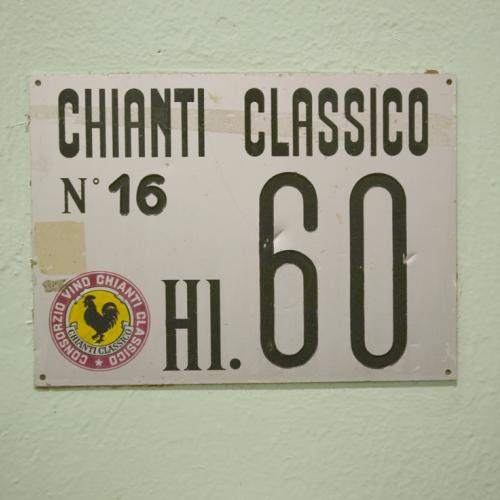 CHIANTI CLASSICO
N° 16
Hl. 60
CONSORZIO VINO CHIANTI CLASSICO
CHIANTI CLASSICO